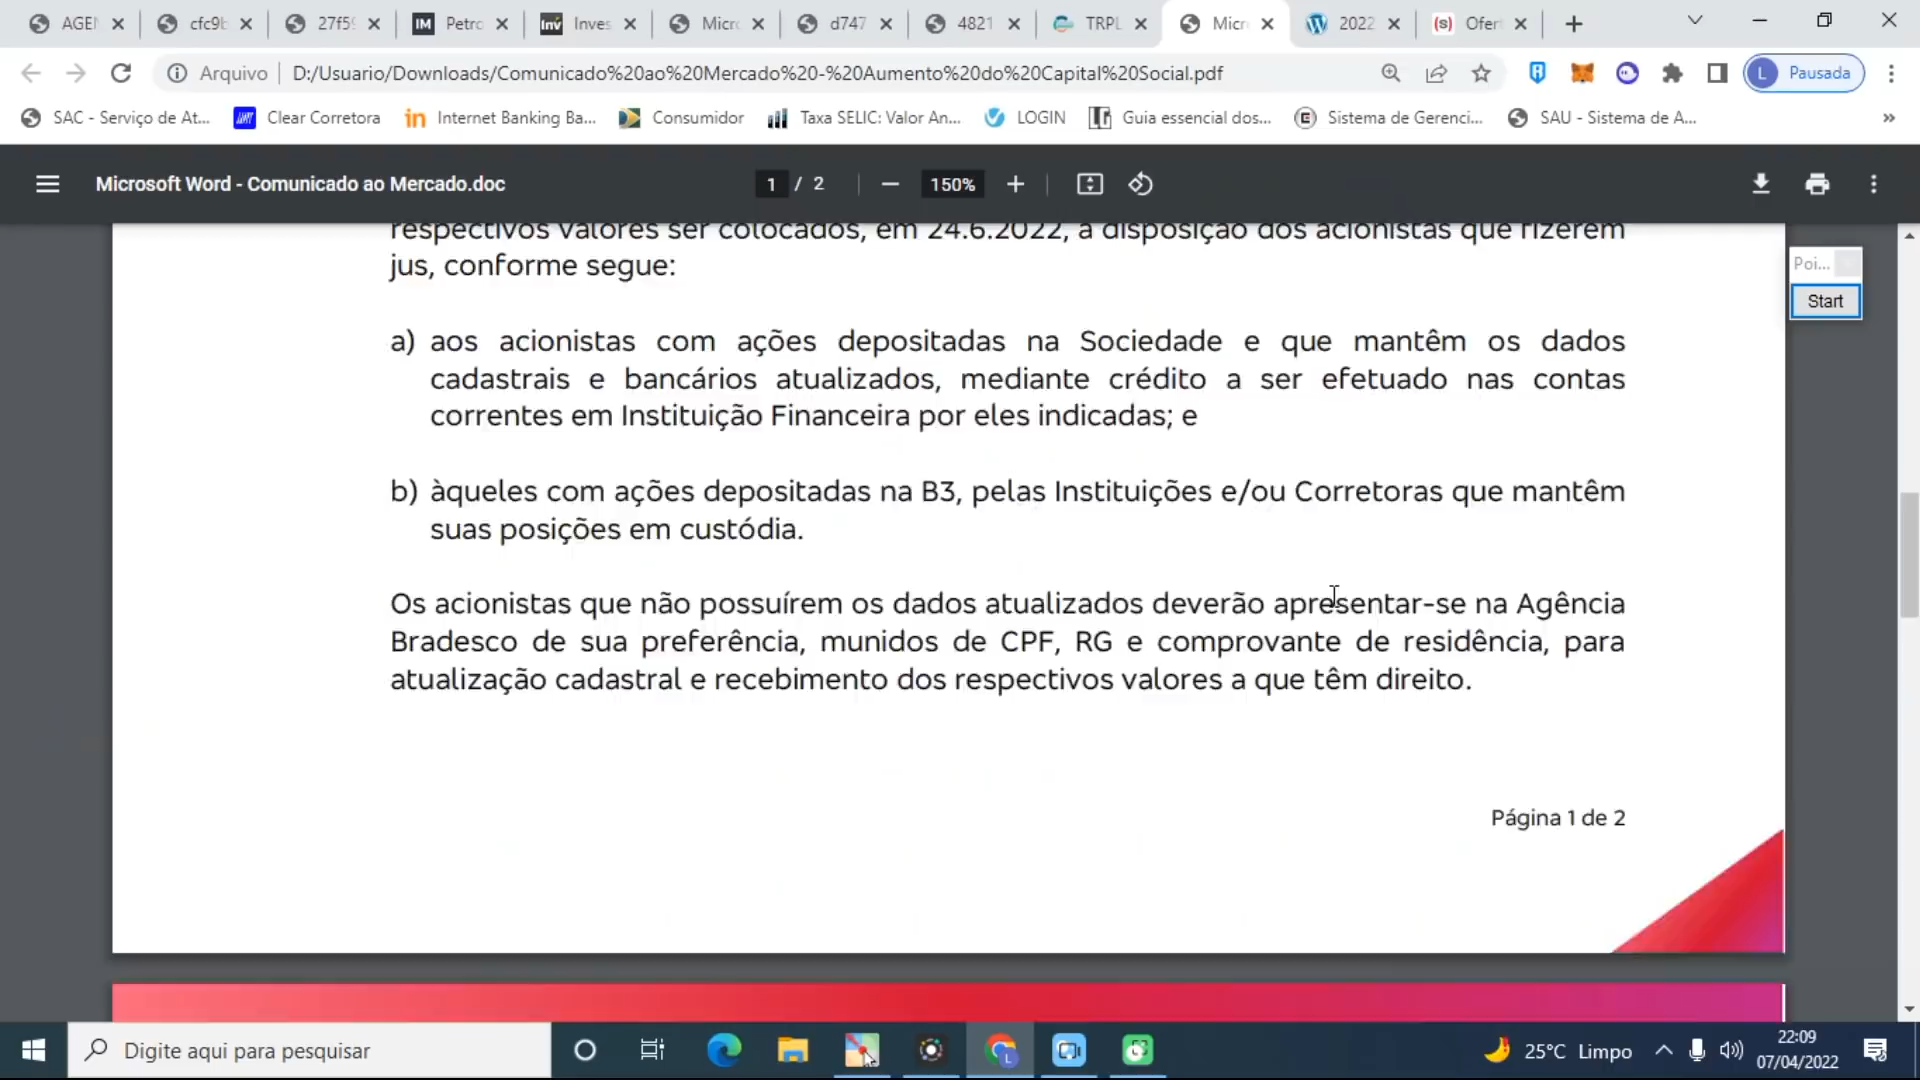 AGEN
cfc9b
27f59
Petro
Inves
Micro
d747
4821
TRPL
Micro
2022
Ofert
Arquivo
D:/Usuario/Downloads/Comunicado%20ao%20Mercado%20-%20Aumento%20do%20Capital%20Social.pdf
L Pausada
SAC - Serviço de At...
Clear Corretora
Internet Banking Ba...
Consumidor
Taxa SELIC: Valor An...
LOGIN
Guia essencial dos...
Sistema de Gerenci...
SAU - Sistema de A...
»
Microsoft Word - Comunicado ao Mercado.doc
1 / 2
150%
respectivos valores ser colocados, em 24.6.2022, à disposição dos acionistas que fizerem
jus, conforme segue:
Poi...
Start
a) aos acionistas com ações depositadas na Sociedade e que mantêm os dados
cadastrais e bancários atualizados, mediante crédito a ser efetuado nas contas
correntes em Instituição Financeira por eles indicadas; e
b) àqueles com ações depositadas na B3, pelas Instituições e/ou Corretoras que mantêm
suas posições em custódia.
Os acionistas que não possuírem os dados atualizados deverão apresentar-se na Agência
Bradesco de sua preferência, munidos de CPF, RG e comprovante de residência, para
atualização cadastral e recebimento dos respectivos valores a que têm direito.
Página 1 de 2
Digite aqui para pesquisar
25°C Limpo
22:09
07/04/2022